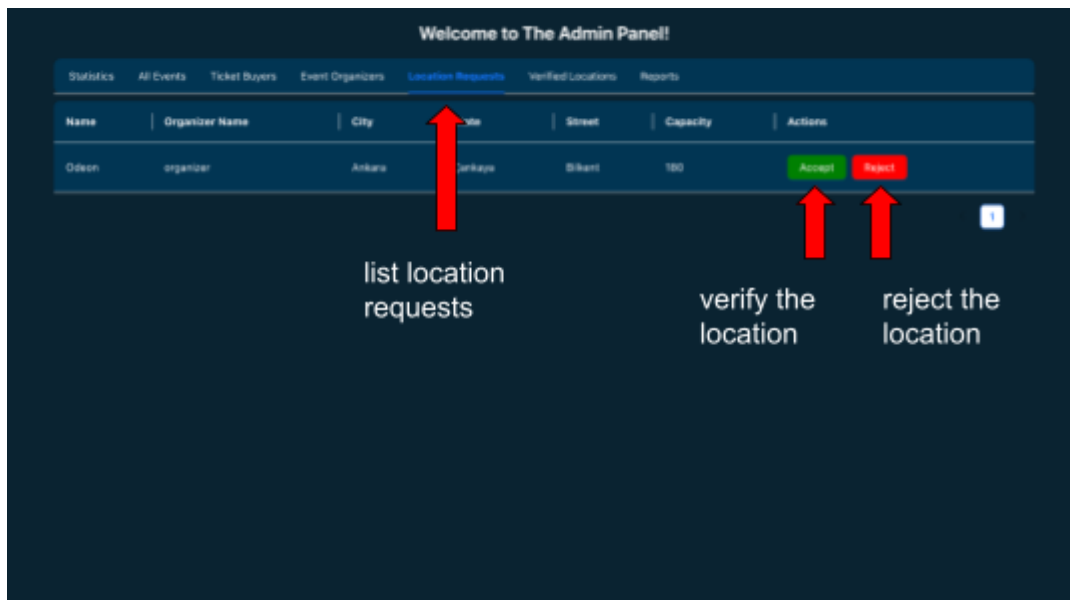 Welcome to The Admin Panel!
Statistics All Events Ticket Buyers Event Organizers Location Requests Verified Locations Reports
Name Organizer Name City Street Capacity Actions
Odeon organizer Ankara Bilkent 180 Accept Reject
1
list location
requests
verify the
location
reject the
location